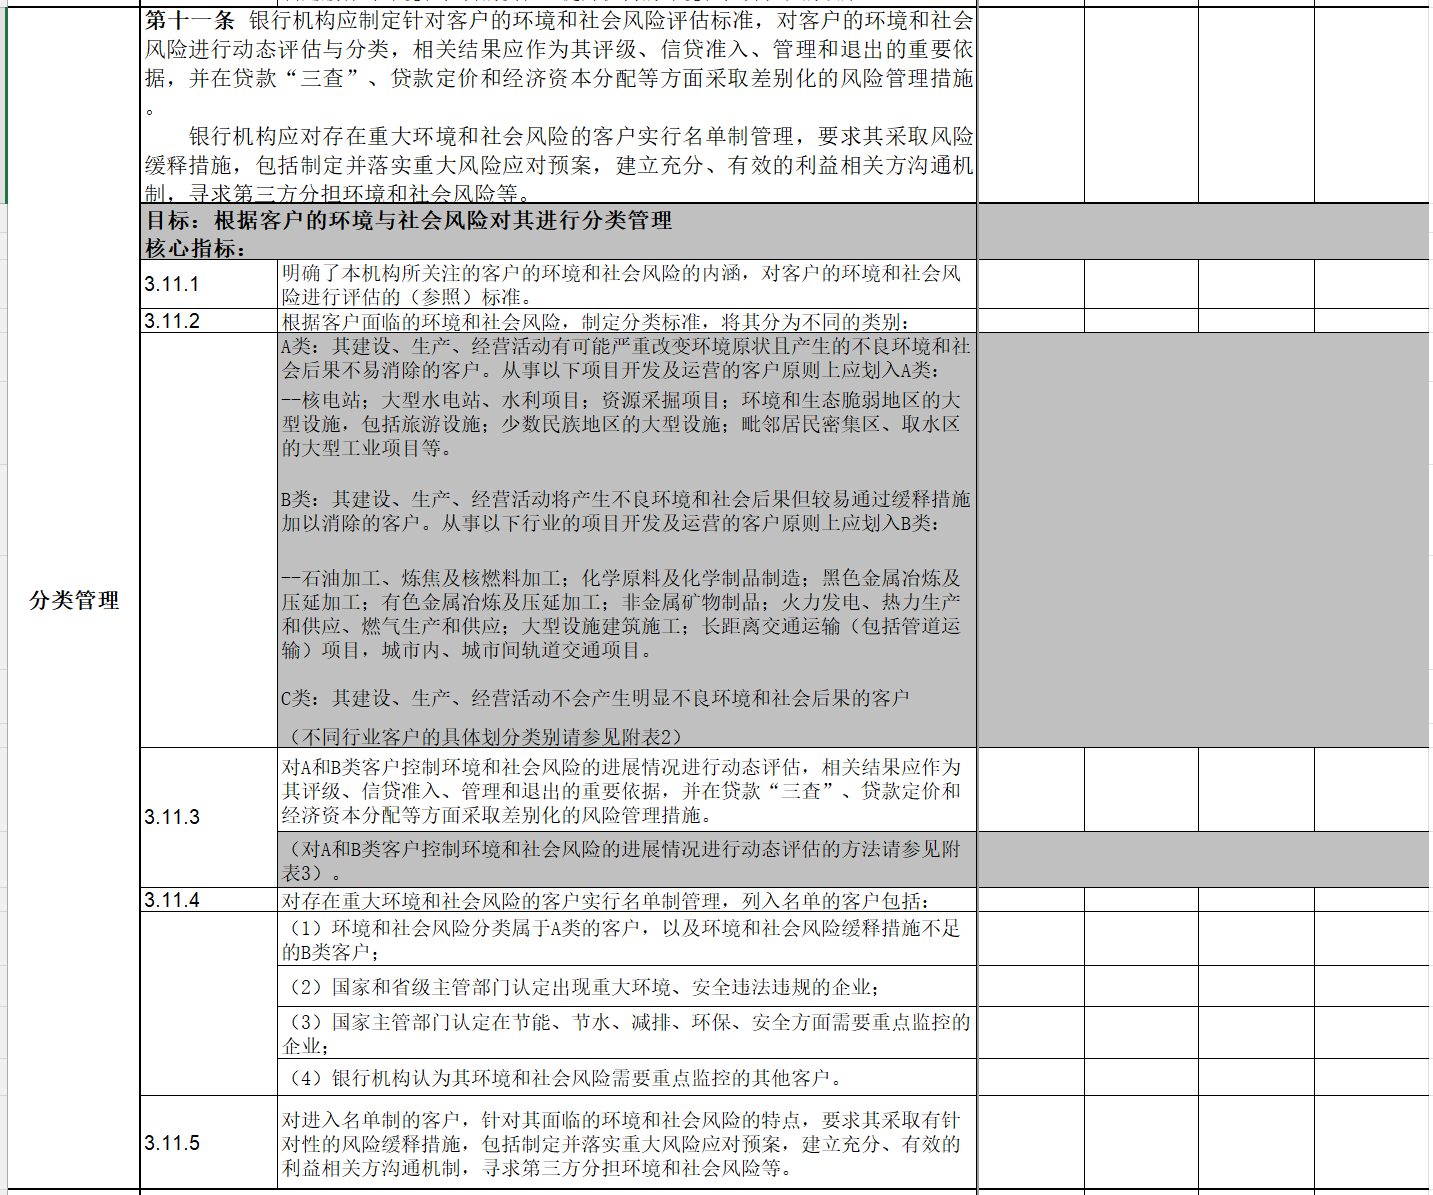 第十一条 银行机构应制定针对客户的环境和社会风险评估标准，对客户的环境和社会
风险进行动态评估与分类，相关结果应作为其评级、信贷准入、管理和退出的重要依
据，并在贷款“三查”、贷款定价和经济资本分配等方面采取差别化的风险管理措施
。
银行机构应对存在重大环境和社会风险的客户实行名单制管理，要求其采取风险
缓释措施，包括制定并落实重大风险应对预案，建立充分、有效的利益相关方沟通机
制，寻求第三方分担环境和社会风险等。
目标：根据客户的环境与社会风险对其进行分类管理
核心指标：
3.11.1
明确了本机构所关注的客户的环境和社会风险的内涵，对客户的环境和社会风
险进行评估的（参照）标准。
3.11.2
根据客户面临的环境和社会风险，制定分类标准，将其分为不同的类别：
A类：其建设、生产、经营活动有可能严重改变环境原状且产生的不良环境和社
会后果不易消除的客户。从事以下项目开发及运营的客户原则上应划入A类：
--核电站；大型水电站、水利项目；资源采掘项目；环境和生态脆弱地区的大
型设施，包括旅游设施；少数民族地区的大型设施；毗邻居民密集区、取水区
的大型工业项目等。
B类：其建设、生产、经营活动将产生不良环境和社会后果但较易通过缓释措施
加以消除的客户。从事以下行业的项目开发及运营的客户原则上应划入B类：
--石油加工、炼焦及核燃料加工；化学原料及化学制品制造；黑色金属冶炼及
压延加工；有色金属冶炼及压延加工；非金属矿物制品；火力发电、热力生产
和供应、燃气生产和供应；大型设施建筑施工；长距离交通运输（包括管道运
输）项目，城市内、城市间轨道交通项目。
分类管理
C类：其建设、生产、经营活动不会产生明显不良环境和社会后果的客户
（不同行业客户的具体划分类别请参见附表2）
3.11.3
对A和B类客户控制环境和社会风险的进展情况进行动态评估，相关结果应作为
其评级、信贷准入、管理和退出的重要依据，并在贷款“三查”、贷款定价和
经济资本分配等方面采取差别化的风险管理措施。
（对A和B类客户控制环境和社会风险的进展情况进行动态评估的方法请参见附
表3）。
3.11.4
对存在重大环境和社会风险的客户实行名单制管理，列入名单的客户包括：
（1）环境和社会风险分类属于A类的客户，以及环境和社会风险缓释措施不足
的B类客户；
（2）国家和省级主管部门认定出现重大环境、安全违法违规的企业；
（3）国家主管部门认定在节能、节水、减排、环保、安全方面需要重点监控的
企业；
（4）银行机构认为其环境和社会风险需要重点监控的其他客户。
3.11.5
对进入名单制的客户，针对其面临的环境和社会风险的特点，要求其采取有针
对性的风险缓释措施，包括制定并落实重大风险应对预案，建立充分、有效的
利益相关方沟通机制，寻求第三方分担环境和社会风险等。